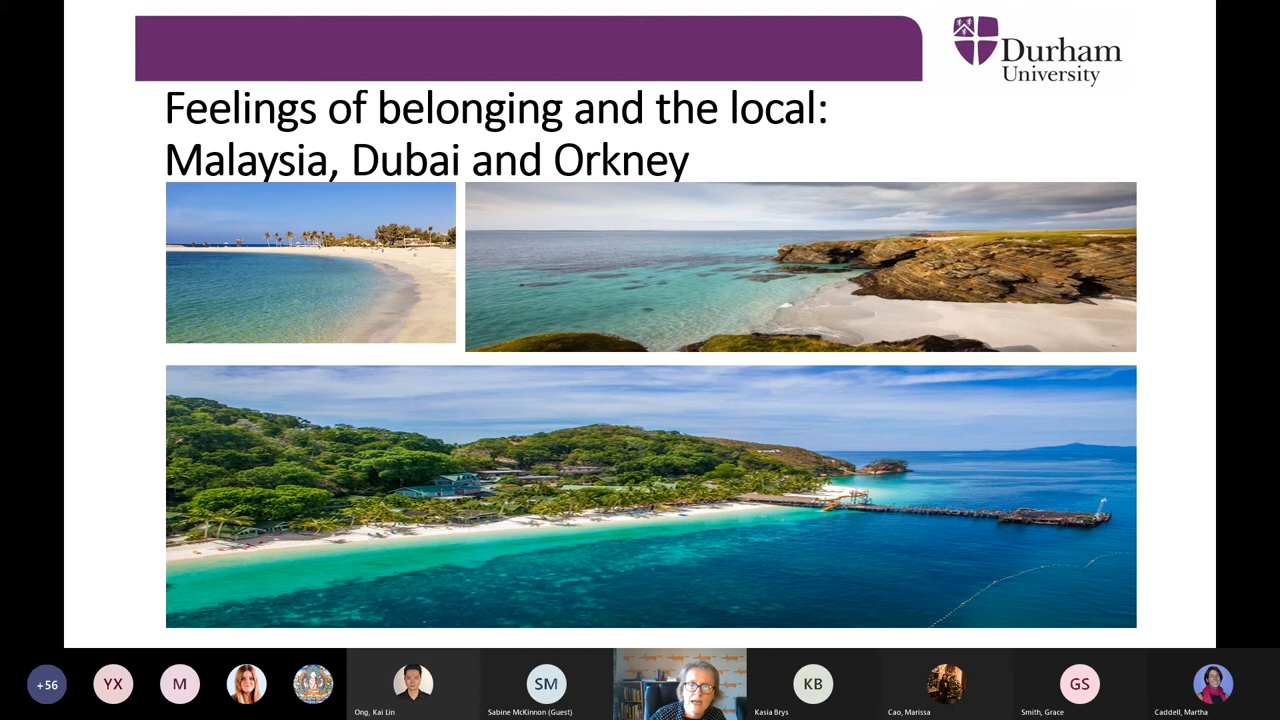 Durham
University
Feelings of belonging and the local:
Malaysia, Dubai and Orkney
+56
YX
M
SM
KB
GS
Ong, Kai Lin
Sabine McKinnon (Guest)
Kasia Brys
Cao, Marissa
Smith, Grace
Caddell, Martha